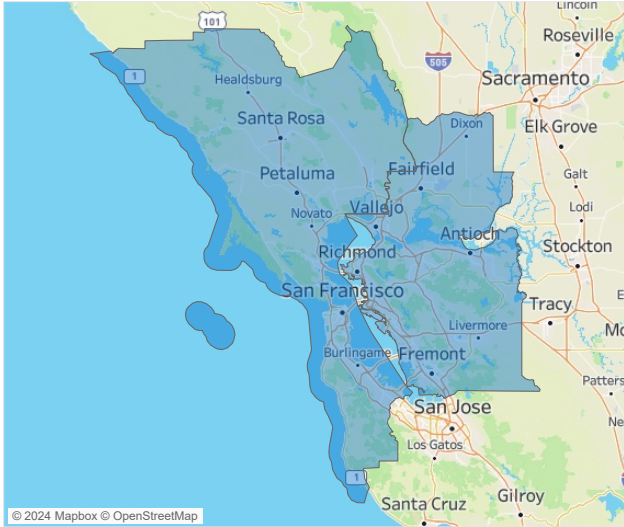 Lincoln
101
Roseville
505
1
Healdsburg
Sacramento
Santa Rosa
Dixon
Elk Grove
Petaluma
Fairfield
Galt
Novato
Vallejo
Lodi
Antioch
Stockton
Richmond
San Francisco
Tracy
Livermore
Burlingame
Fremont
Patters
San Jose
Los Gatos
1
Gilroy
Santa Cruz
© 2024 Mapbox © OpenStreetMap